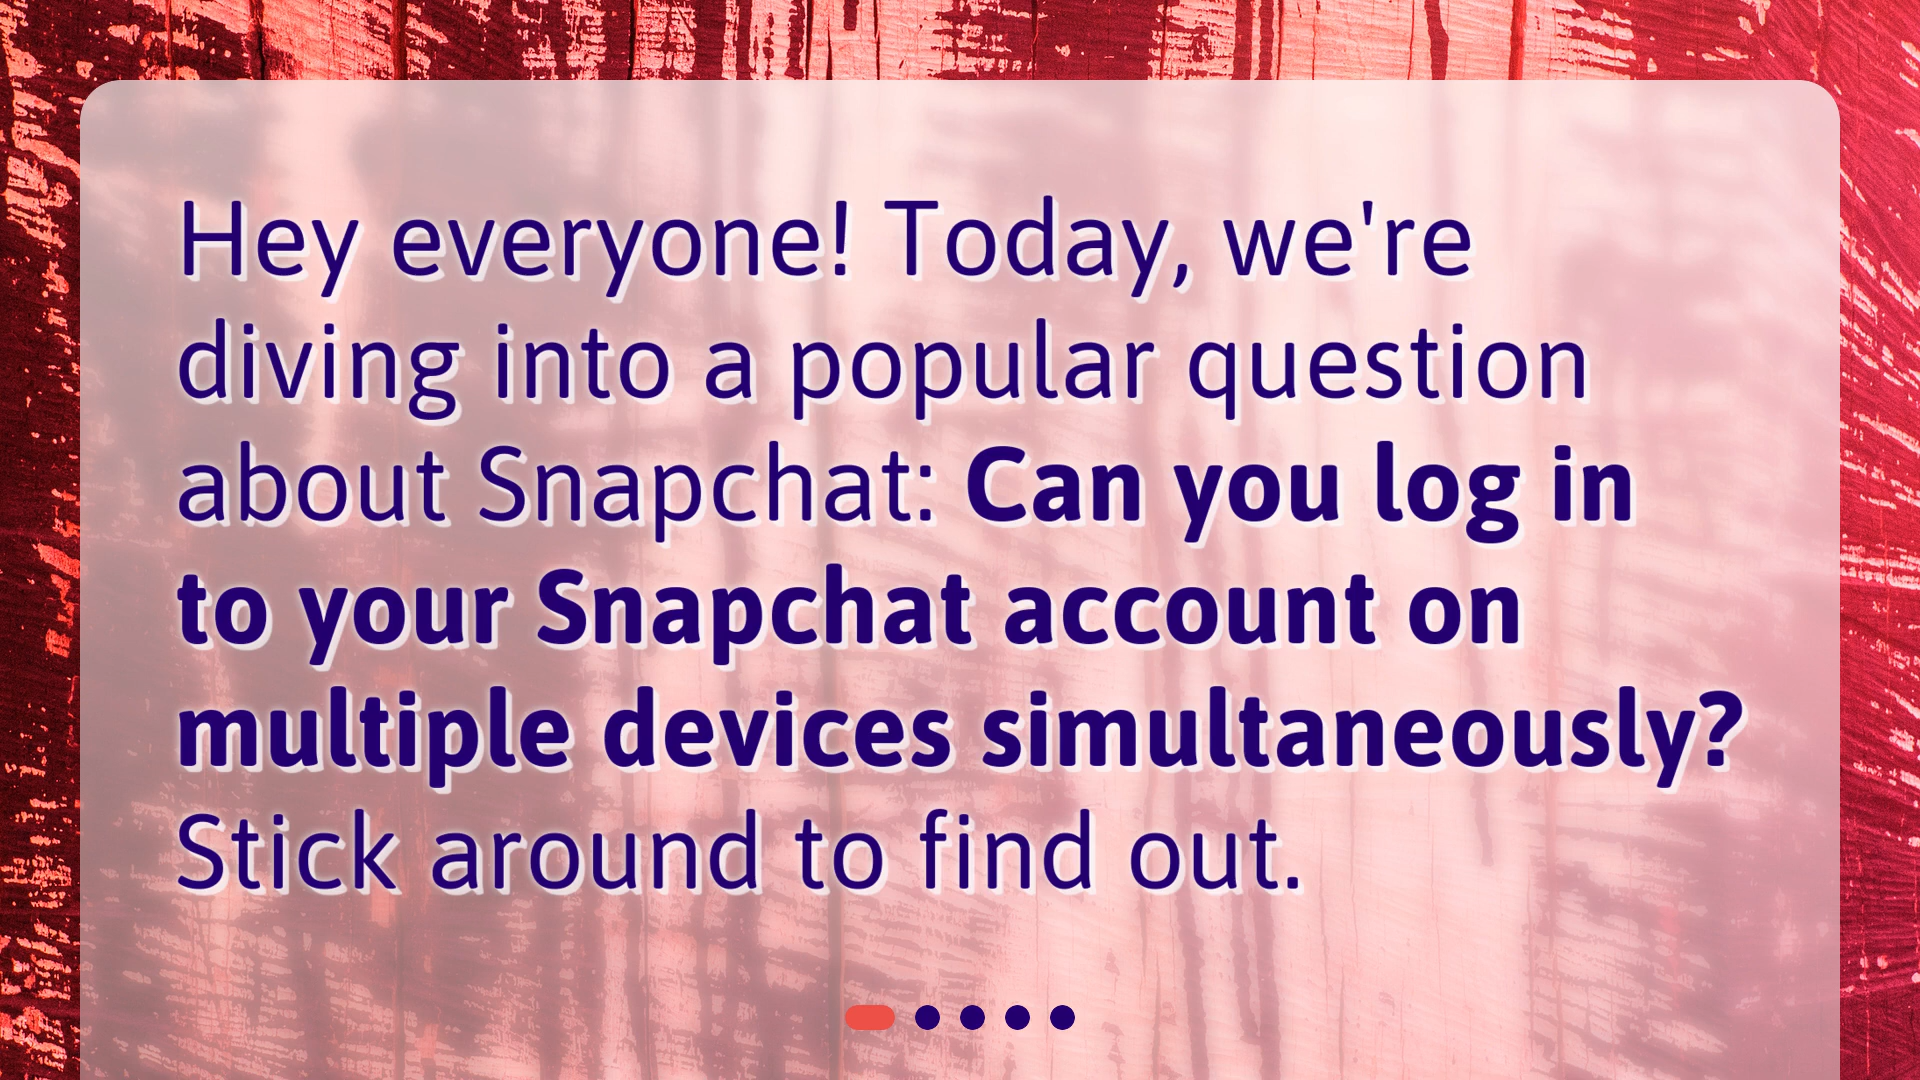 Hey everyone! Today, we're
diving into a popular question
about Snapchat: Can you log in
to your Snapchat account on
multiple devices simultaneously?
Stick around to find out.